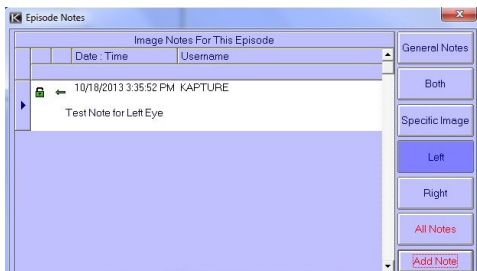 Episode Notes
Image Notes For This Episode
Date : Time Username
10/18/2013 3:35:52 PM KAPTURE
Test Note for Left Eye
General Notes
Both
Specific Image
Left
Right
All Notes
Add Note